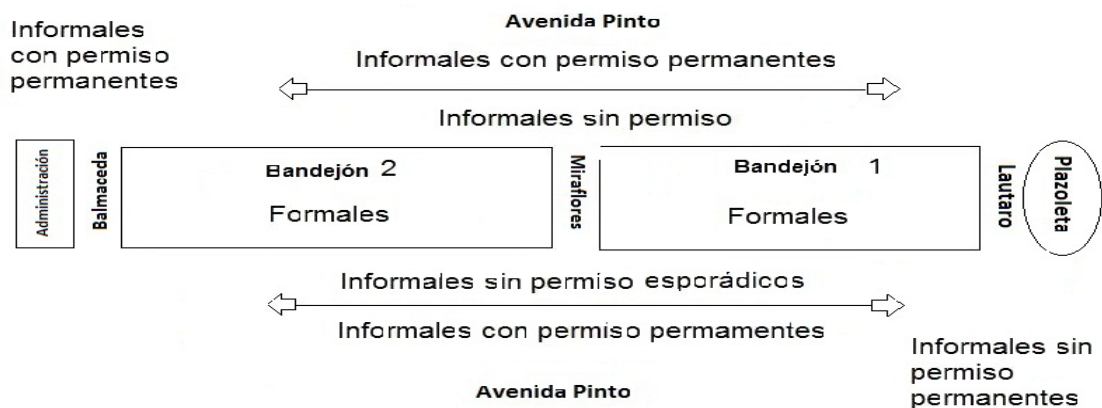 Avenida Pinto
Informales
con permiso
permanentes
Informales con permiso permanentes
Informales sin permiso
Administración
Balmaceda
Bandejón 2
Formales
Miraflores
Bandejón 1
Formales
Lautaro
Plazoleta
Informales sin permiso esporádicos
Informales con permiso permamentes
Informales sin
permiso
permanentes
Avenida Pinto